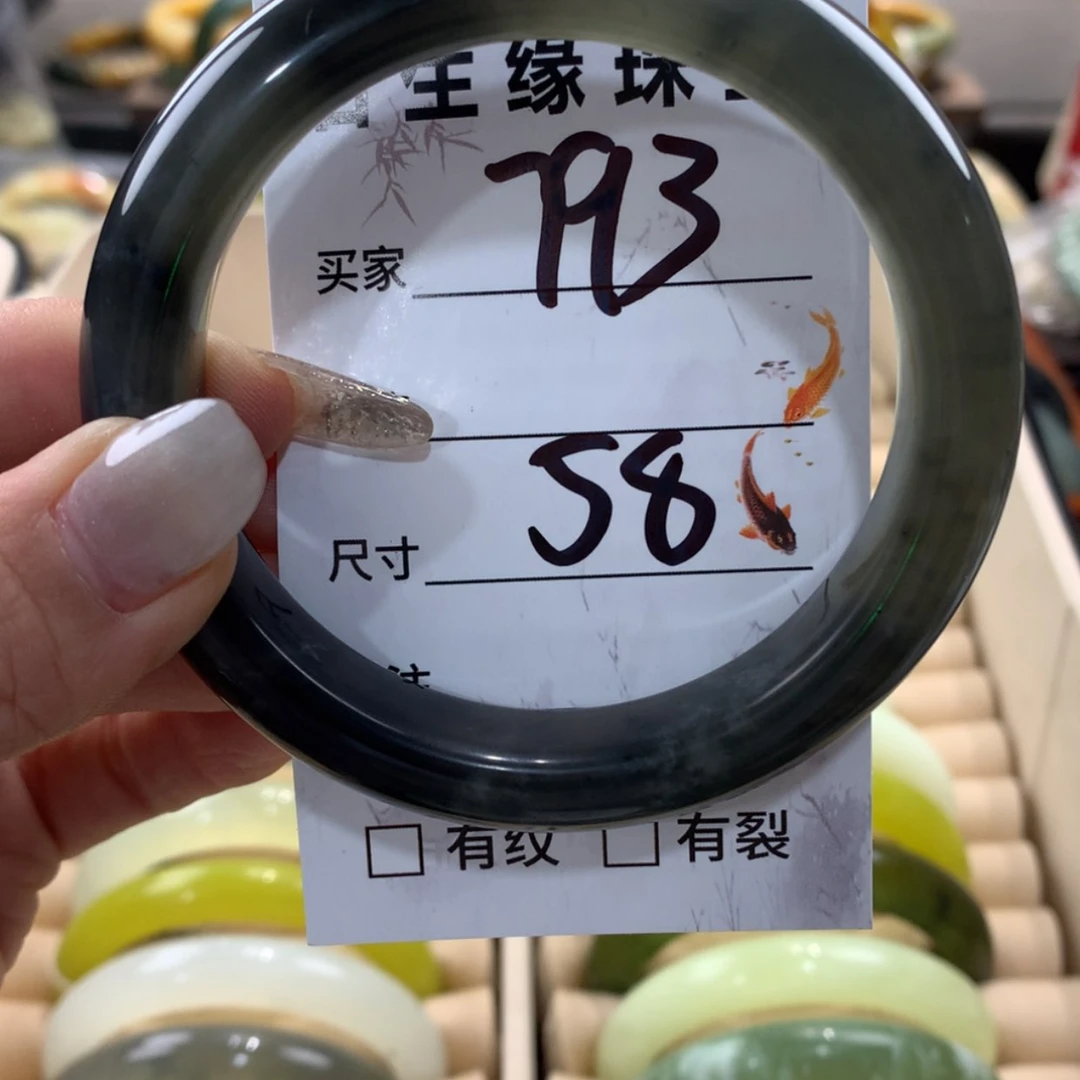 生缘珠
买家 793
尺寸 58
有纹 有裂